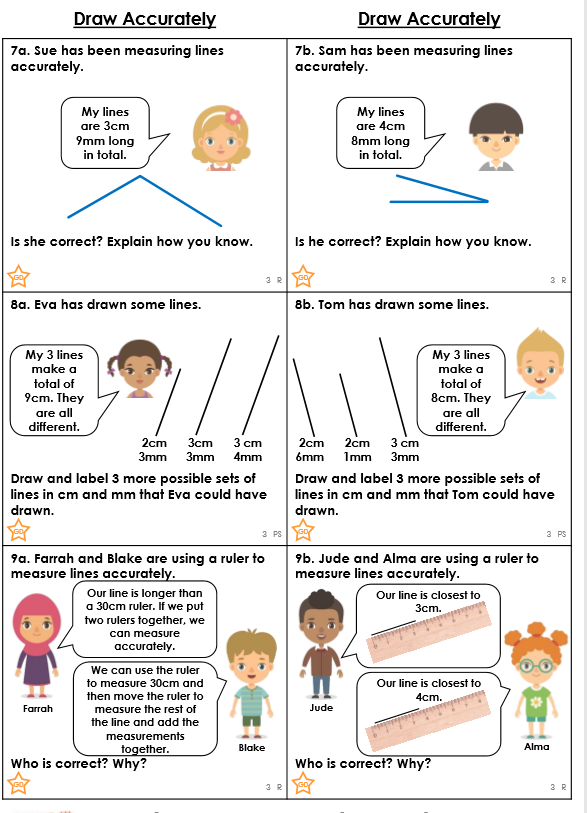 Draw Accurately
Draw Accurately
7a. Sue has been measuring lines
accurately.
My lines
are 3cm
9mm long
in total.
Is she correct? Explain how you know.
GD
3 R
7b. Sam has been measuring lines
accurately.
My lines
are 4cm
8mm long
in total.
Is he correct? Explain how you know.
GD
3 R
8a. Eva has drawn some lines.
My 3 lines
make a
total of
9cm. They
are all
different.
2cm
3mm
3cm
3mm
3 cm
4mm
Draw and label 3 more possible sets of
lines in cm and mm that Eva could have
drawn.
GD
3 PS
8b. Tom has drawn some lines.
My 3 lines
make a
total of
8cm. They
are all
different.
2cm
6mm
2cm
1mm
3 cm
3mm
Draw and label 3 more possible sets of
lines in cm and mm that Tom could have
drawn.
GD
3 PS
9a. Farrah and Blake are using a ruler to
measure lines accurately.
Our line is longer than
a 30cm ruler. If we put
two rulers together, we
can measure
accurately.
Farrah
We can use the ruler
to measure 30cm and
then move the ruler to
measure the rest of
the line and add the
measurements
together.
Blake
Who is correct? Why?
GD
3 R
9b. Jude and Alma are using a ruler to
measure lines accurately.
Our line is closest to
3cm.
Jude
Our line is closest to
4cm.
Alma
Who is correct? Why?
GD
3 R